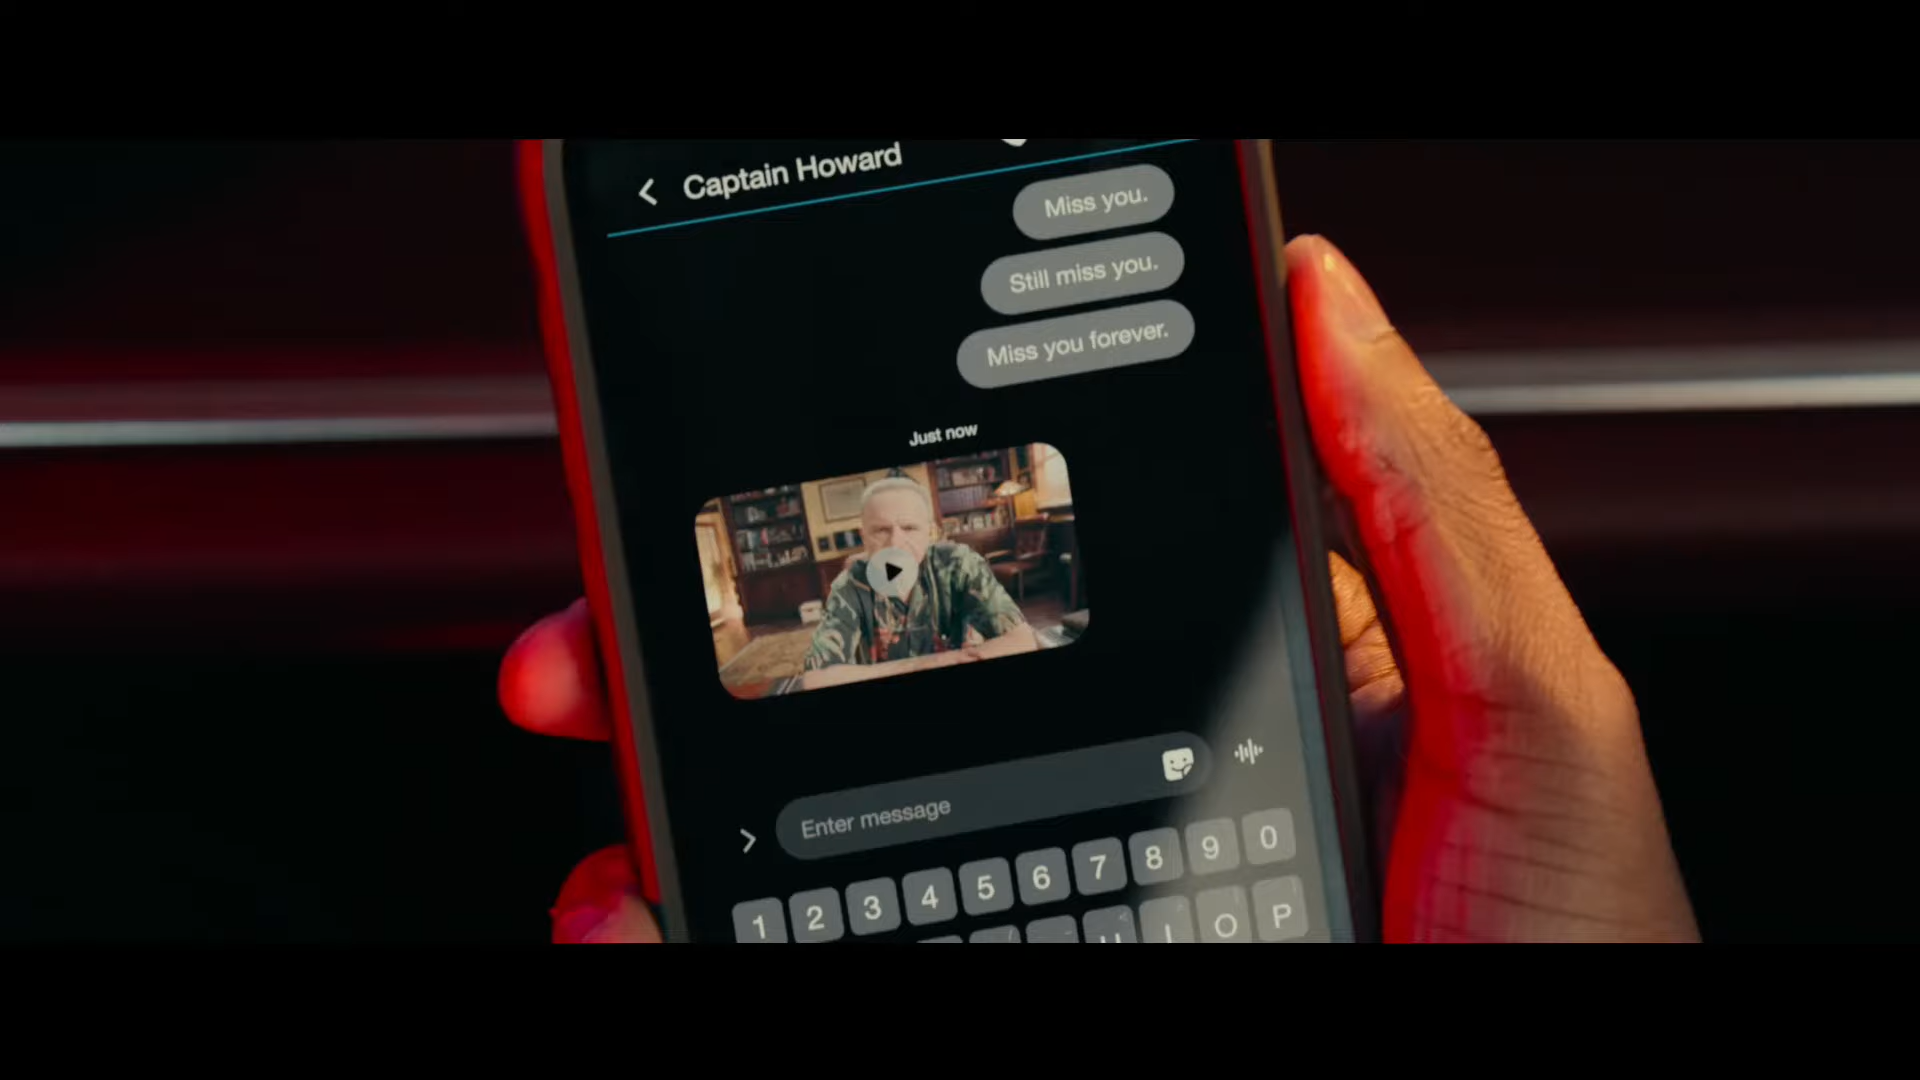 Captain Howard
Miss you.
Still miss you.
Miss you forever.
Just now
Enter message
1 2 3 4 5 6 7 8 9 0
U I O P